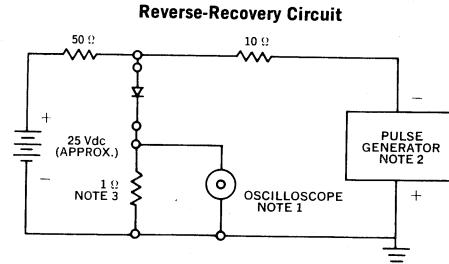 Reverse-Recovery Circuit
50 Ω
10 Ω
+
25 Vdc
(APPROX.)
−
1 Ω
NOTE 3
OSCILLOSCOPE
NOTE 1
−
PULSE
GENERATOR
NOTE 2
+